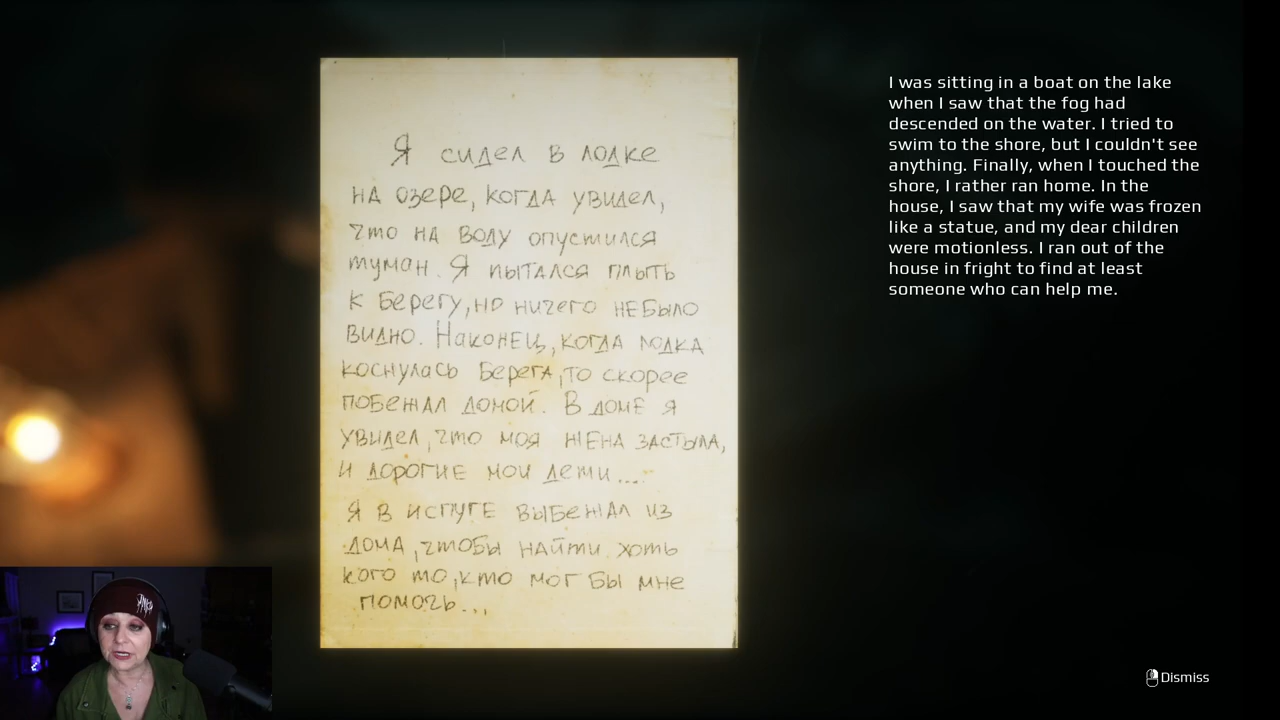 Я сидел в лодке
на озере, когда увидел,
что на воду опустился
туман. Я пытался плыть
к берегу, но ничего не было
видно. Наконец, когда лодка
коснулась берега, то скорее
побежал домой. В доме я
увидел, что моя жена застыла,
и дорогие мои дети...
Я в испуге выбежал из
дома, чтобы найти хоть
кого то, кто мог бы мне
помочь...
I was sitting in a boat on the lake
when I saw that the fog had
descended on the water. I tried to
swim to the shore, but I couldn't see
anything. Finally, when I touched the
shore, I rather ran home. In the
house, I saw that my wife was frozen
like a statue, and my dear children
were motionless. I ran out of the
house in fright to find at least
someone who can help me.
Dismiss